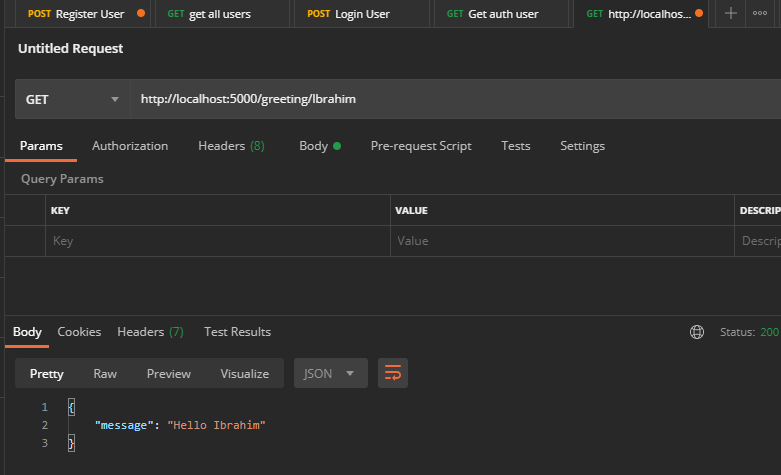 POST Register User GET get all users POST Login User GET Get auth user GET http://localhos...
Untitled Request
GET http://localhost:5000/greeting/Ibrahim
Params Authorization Headers (8) Body Pre-request Script Tests Settings
Query Params
KEY VALUE DESCRIP
Key Value Descrip
Body Cookies Headers (7) Test Results Status: 200
Pretty Raw Preview Visualize JSON
1 {
2 "message": "Hello Ibrahim"
3 }